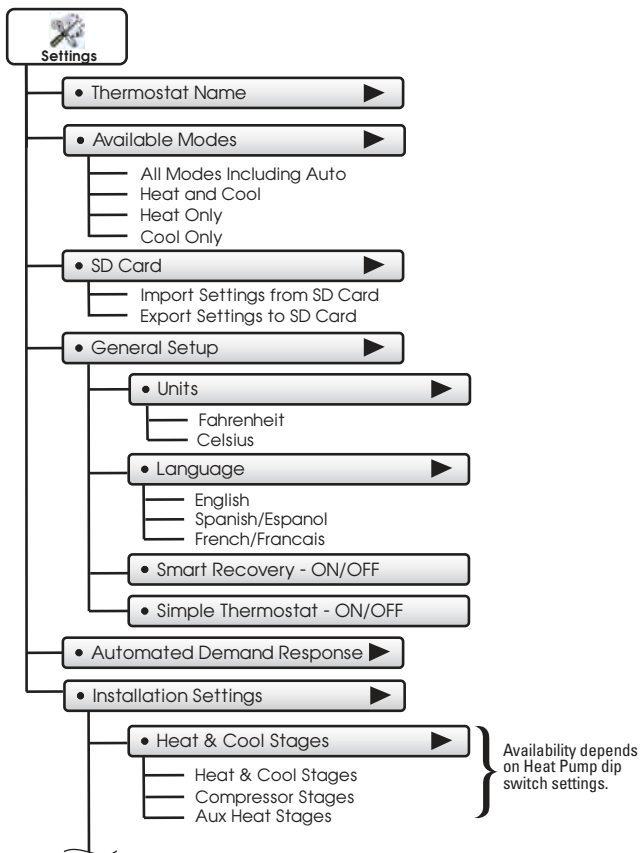 Settings
• Thermostat Name
• Available Modes
All Modes Including Auto
Heat and Cool
Heat Only
Cool Only
• SD Card
Import Settings from SD Card
Export Settings to SD Card
• General Setup
• Units
Fahrenheit
Celsius
• Language
English
Spanish/Espanol
French/Francais
• Smart Recovery - ON/OFF
• Simple Thermostat - ON/OFF
• Automated Demand Response
• Installation Settings
• Heat & Cool Stages
Heat & Cool Stages
Compressor Stages
Aux Heat Stages
Availability depends
on Heat Pump dip
switch settings.